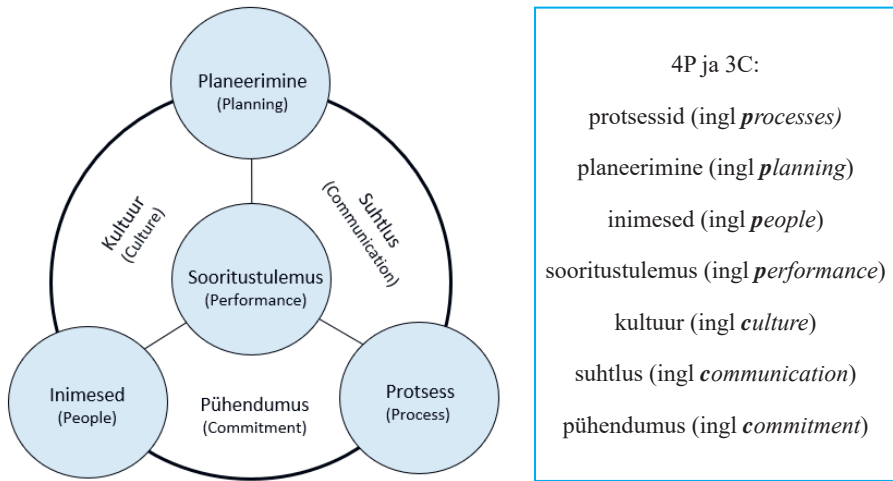 Planeerimine
(Planning)
Kultuur
(Culture)
Suhtlus
(Communication)
Sooritustulemus
(Performance)
Inimesed
(People)
Pühendumus
(Commitment)
Protsess
(Process)
4P ja 3C:
protsessid (ingl processes)
planeerimine (ingl planning)
inimesed (ingl people)
sooritustulemus (ingl performance)
kultuur (ingl culture)
suhtlus (ingl communication)
pühendumus (ingl commitment)